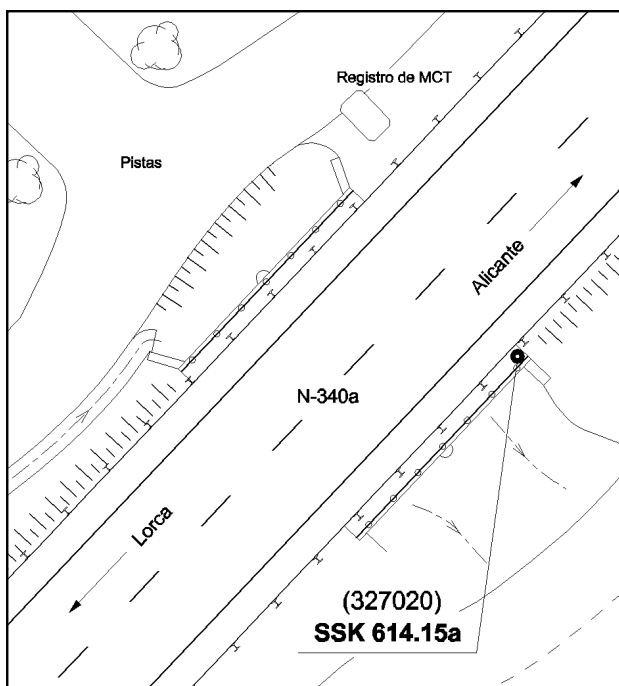 Registro de MCT
Pistas
Alicante
N-340a
Lorca
(327020)
SSK 614.15a